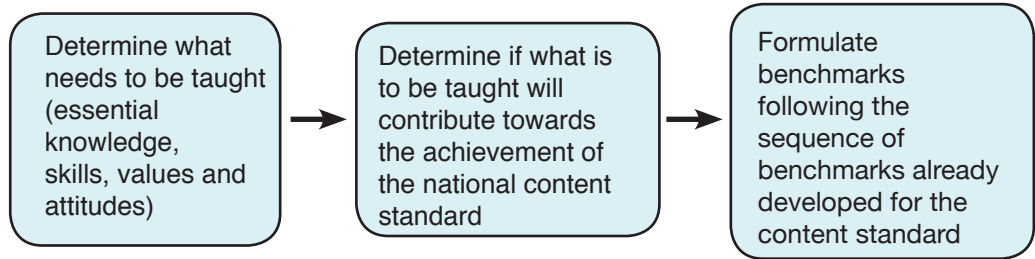 Determine what
needs to be taught
(essential
knowledge,
skills, values and
attitudes)
Determine if what is
to be taught will
contribute towards
the achievement of
the national content
standard
Formulate
benchmarks
following the
sequence of
benchmarks already
developed for the
content standard